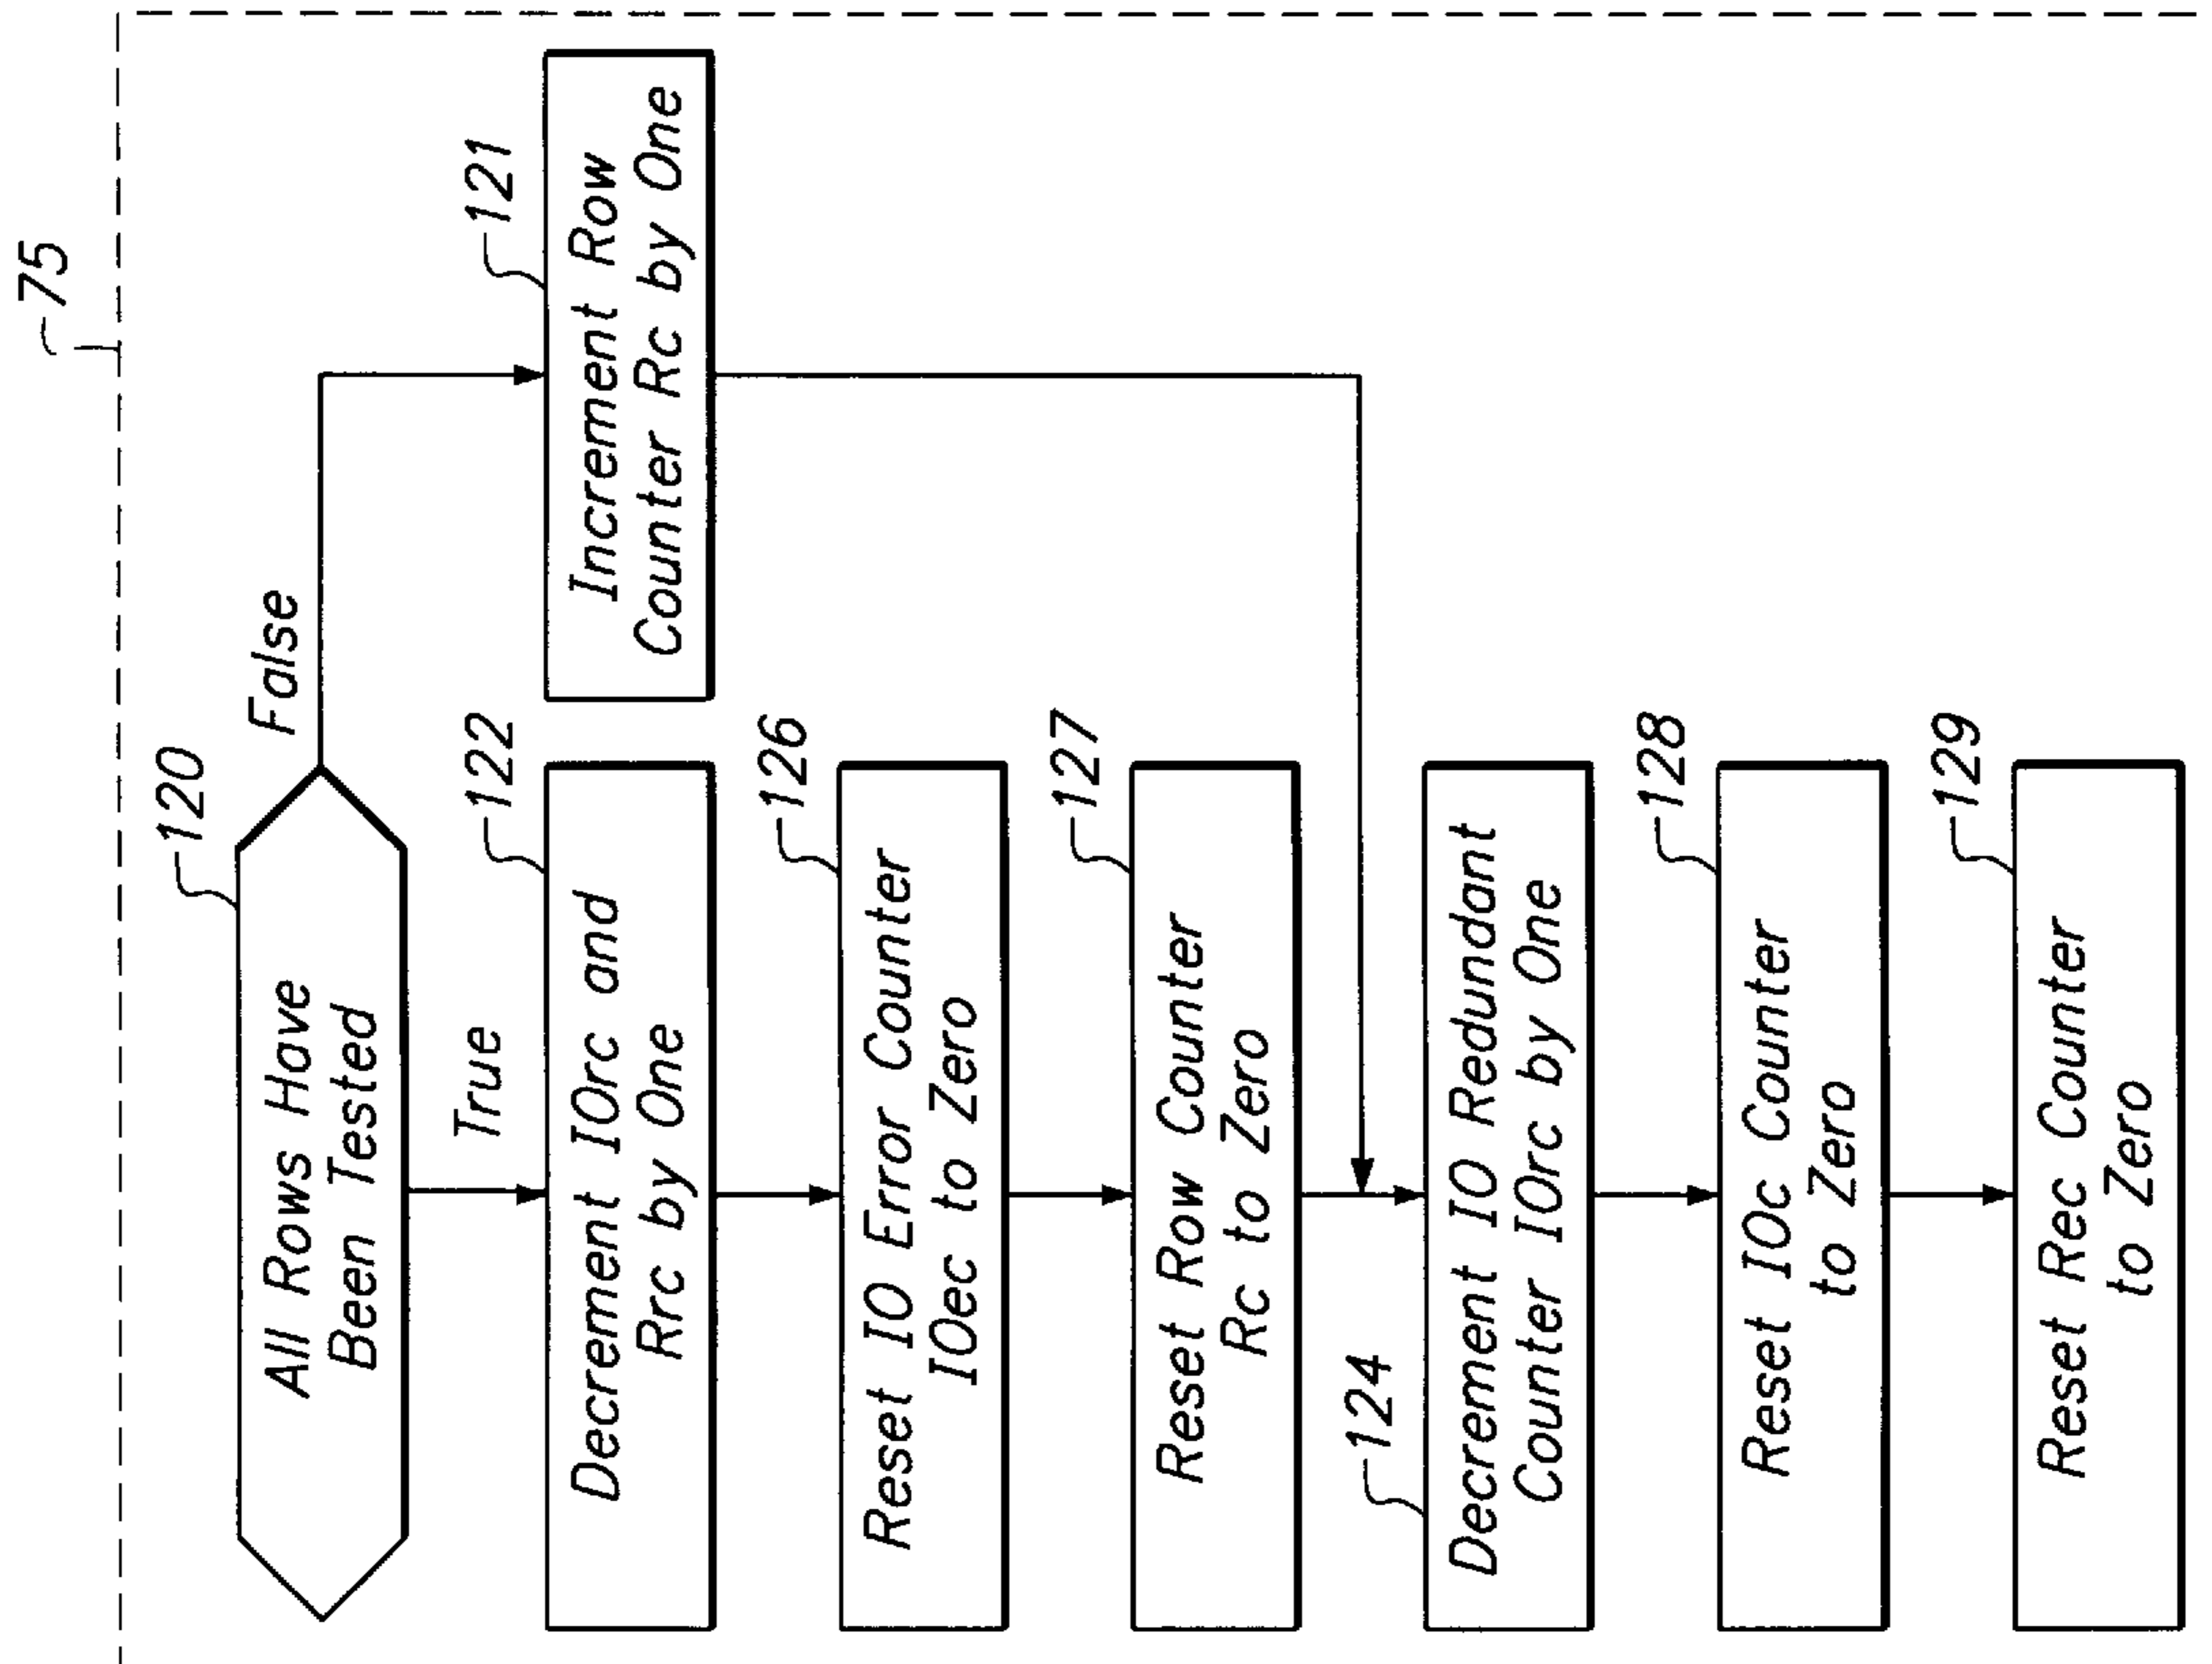 75
120
All Rows Have
Been Tested
False
True
122
Decrement IOrc and
Rrc by One
121
Increment Row
Counter Rc by One
126
Reset IO Error Counter
IOec to Zero
127
Reset Row Counter
Rc to Zero
124
Decrement IO Redundant
Counter IOrc by One
128
Reset IOc Counter
to Zero
129
Reset Rec Counter
to Zero